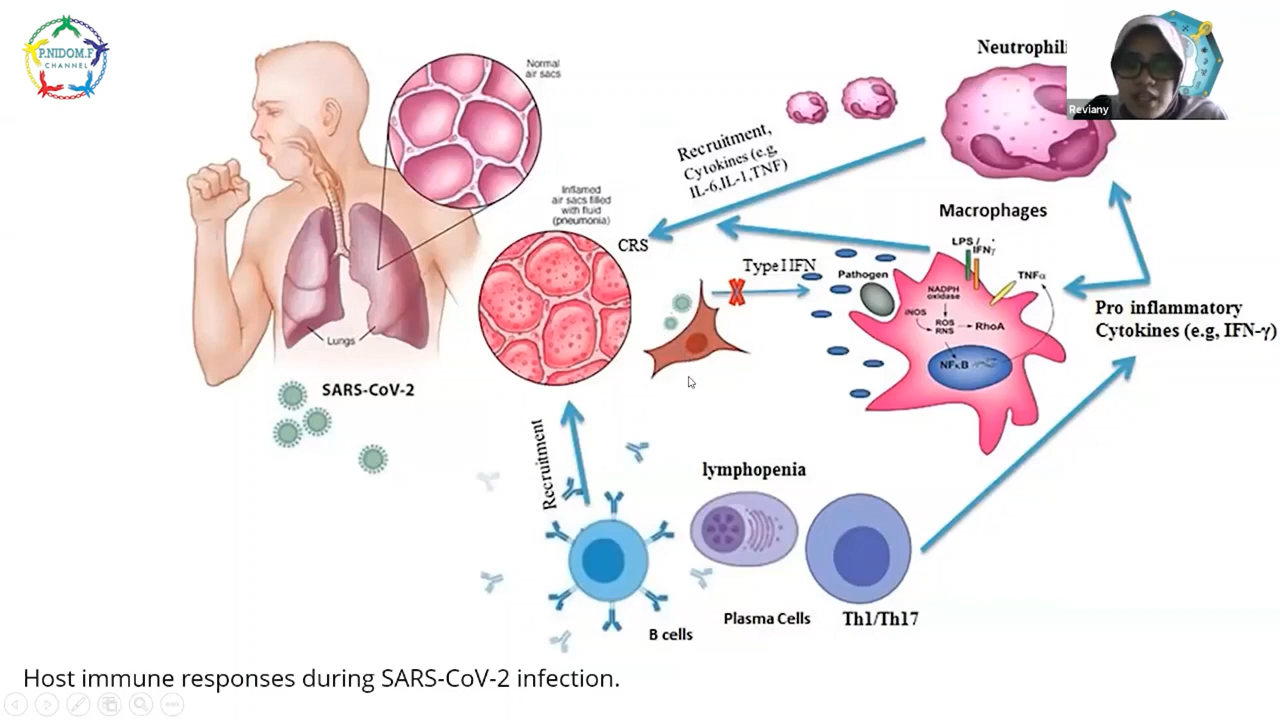 P.NIDOM.F
CHANNEL
Normal
air sacs
Neutrophil
Reviany
Recruitment,
Cytokines (e.g,
IL-6,IL-1,TNF)
Inflamed
air sacs filled
with fluid
(pneumonia)
CRS
Macrophages
LPS /
IFNγ
Type I IFN
Pathogen
TNFα
NADPH
oxidase
iNOS
ROS
RNS
RhoA
NFκB
Pro inflammatory
Cytokines (e.g, IFN-γ)
Lungs
SARS-CoV-2
Recruitment
lymphopenia
B cells
Plasma Cells
Th1/Th17
Host immune responses during SARS-CoV-2 infection.